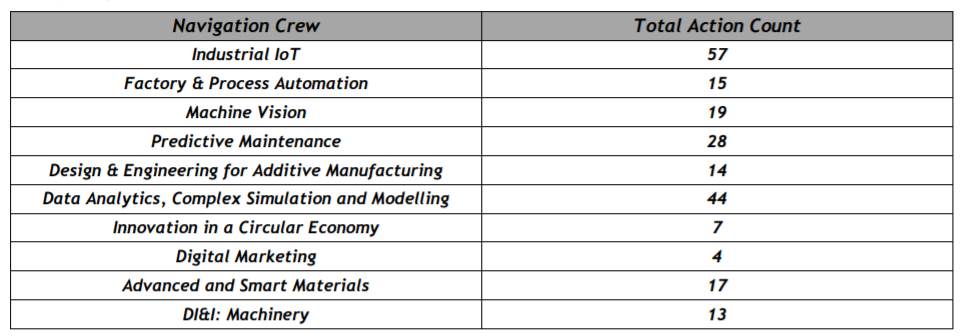 Navigation Crew Total Action Count
Industrial IoT 57
Factory & Process Automation 15
Machine Vision 19
Predictive Maintenance 28
Design & Engineering for Additive Manufacturing 14
Data Analytics, Complex Simulation and Modelling 44
Innovation in a Circular Economy 7
Digital Marketing 4
Advanced and Smart Materials 17
DI&I: Machinery 13